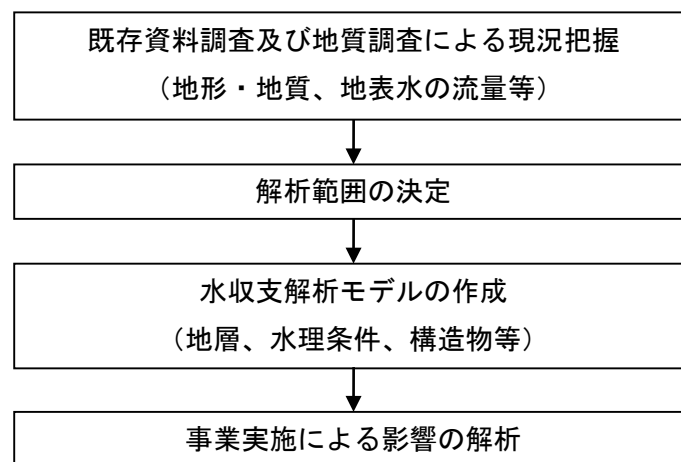 既存資料調査及び地質調査による現況把握
（地形・地質、地表水の流量等）
解析範囲の決定
水収支解析モデルの作成
（地層、水理条件、構造物等）
事業実施による影響の解析